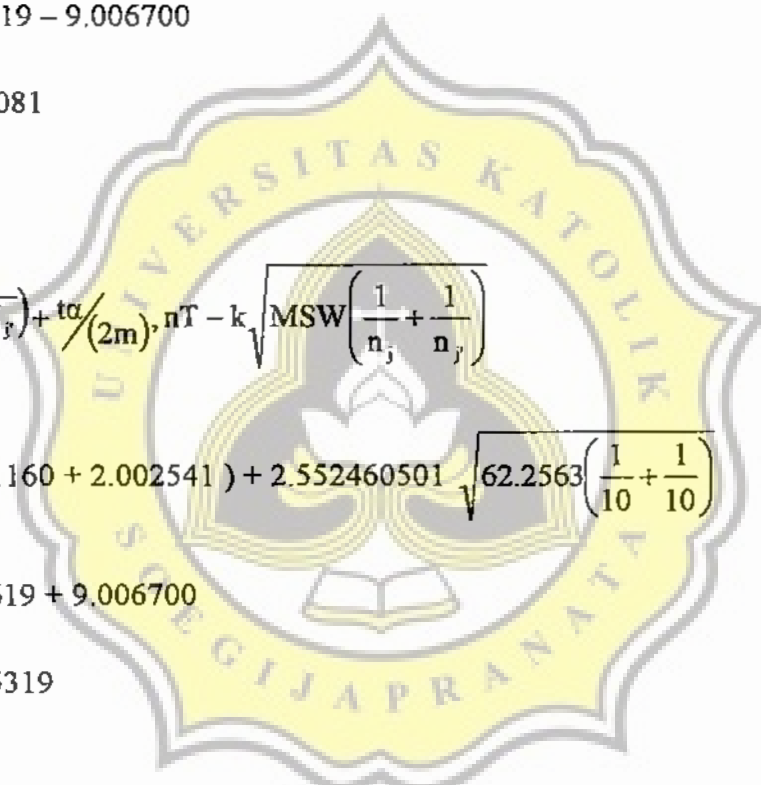 19 – 9.006700
081
UNIVERSITAS KATOLIK
j') + tα/(2m), nT – k√MSW(1/nj + 1/nj')
160 + 2.002541 ) + 2.552460501 √62.2563(1/10 + 1/10)
519 + 9.006700
5319
SOEGIJAPRANATA